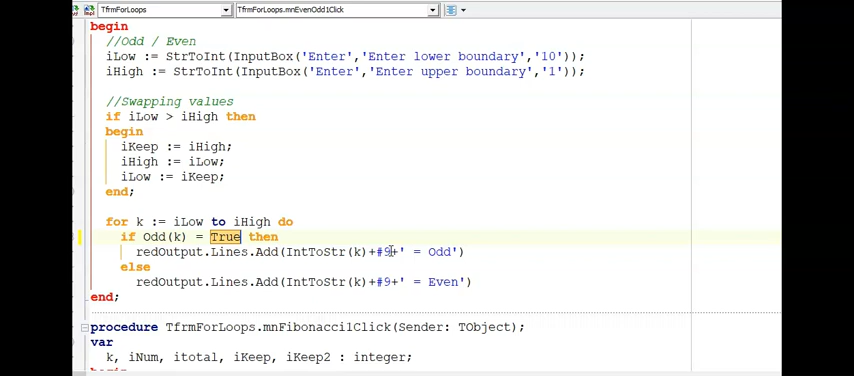 TfrmForLoops TfrmForLoops.mnEvenOdd1Click
begin
//Odd / Even
iLow := StrToInt(InputBox('Enter','Enter lower boundary','10'));
iHigh := StrToInt(InputBox('Enter','Enter upper boundary','1'));
//Swapping values
if iLow > iHigh then
begin
iKeep := iHigh;
iHigh := iLow;
iLow := iKeep;
end;
for k := iLow to iHigh do
if Odd(k) = True then
redOutput.Lines.Add(IntToStr(k)+#9+' = Odd')
else
redOutput.Lines.Add(IntToStr(k)+#9+' = Even')
end;
procedure TfrmForLoops.mnFibonacci1Click(Sender: TObject);
var
k, iNum, itotal, iKeep, iKeep2 : integer;